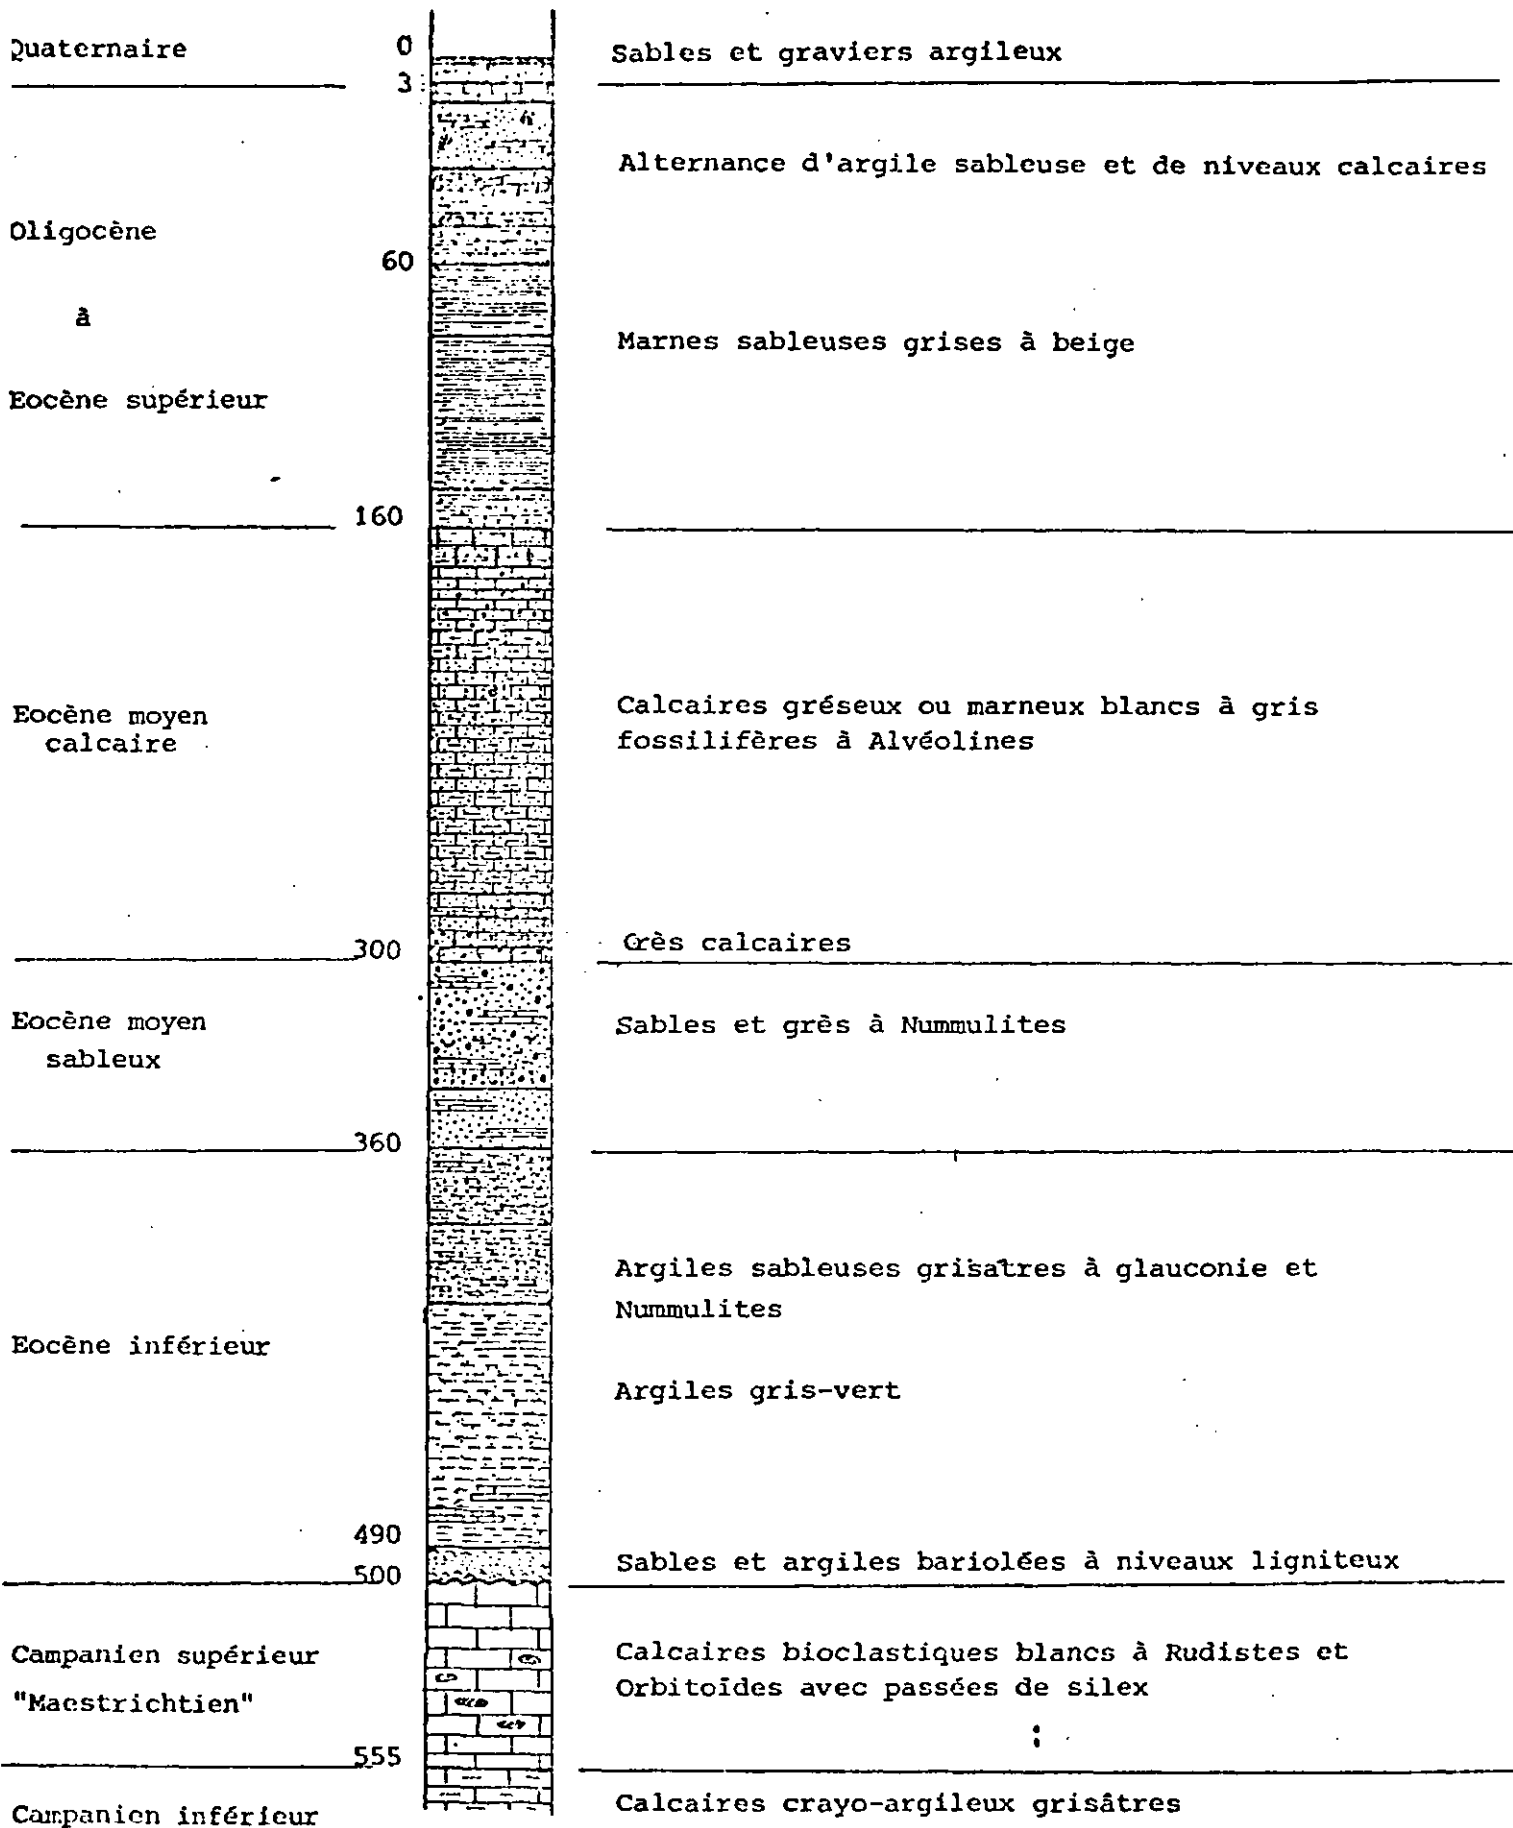 Quaternaire 0 Sables et graviers argileux
3
Alternance d'argile sableuse et de niveaux calcaires
Oligocène
60
à
Marnes sableuses grises à beige
Eocène supérieur
160
Eocène moyen
calcaire
Calcaires gréseux ou marneux blancs à gris
fossilifères à Alvéolines
300 Grès calcaires
Eocène moyen
sableux
Sables et grès à Nummulites
360
Argiles sableuses grisatres à glauconie et
Nummulites
Eocène inférieur
Argiles gris-vert
490
Sables et argiles bariolées à niveaux ligniteux
500
Campanien supérieur
"Maestrichtien"
Calcaires bioclastiques blancs à Rudistes et
Orbitoïdes avec passées de silex
555
Campanien inférieur
Calcaires crayo-argileux grisâtres